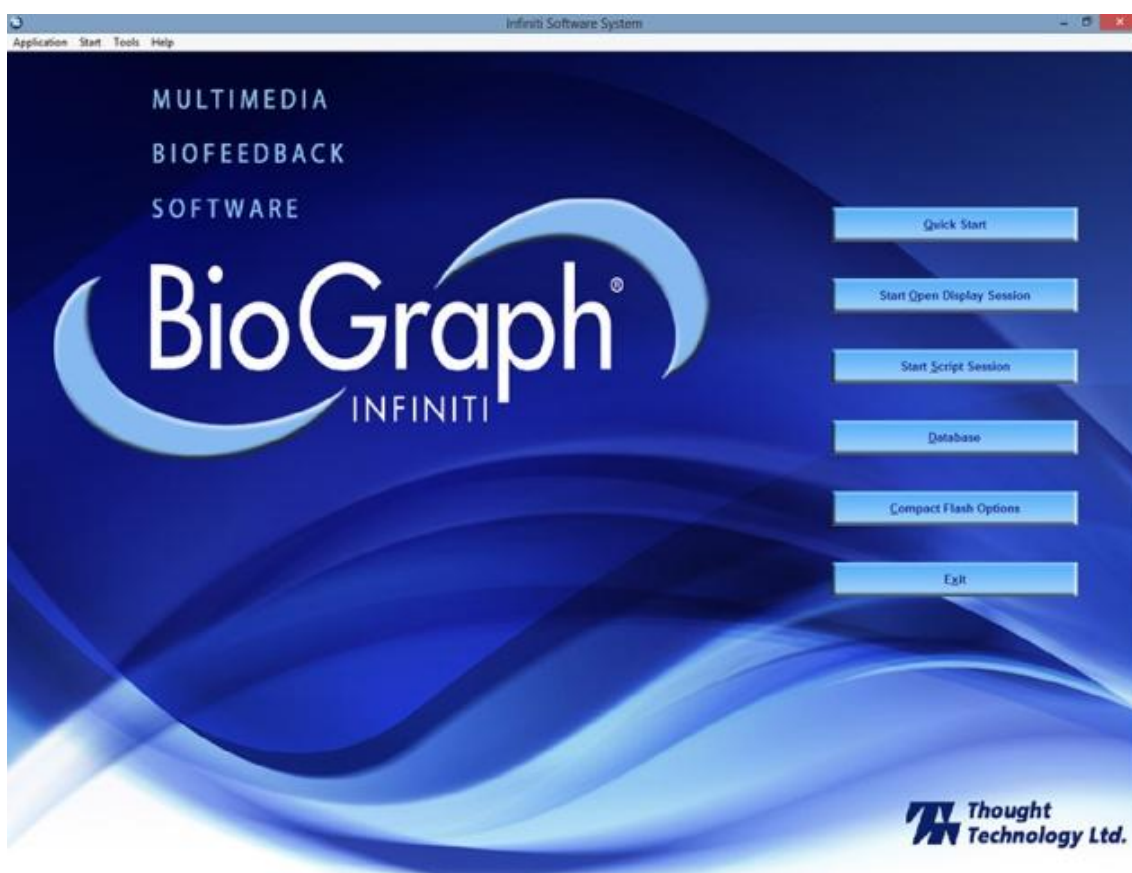 Infiniti Software System
Application Start Tools Help
MULTIMEDIA
BIOFEEDBACK
SOFTWARE
BioGraph®
INFINITI
Quick Start
Start Open Display Session
Start Script Session
Database
Compact Flash Options
Exit
Thought
Technology Ltd.